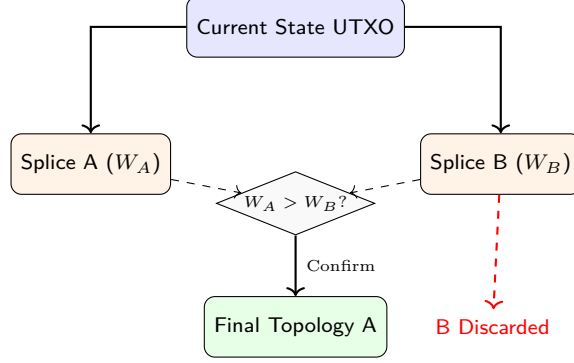 Current State UTXO
Splice A (W_A)
Splice B (W_B)
W_A > W_B?
Confirm
Final Topology A
B Discarded